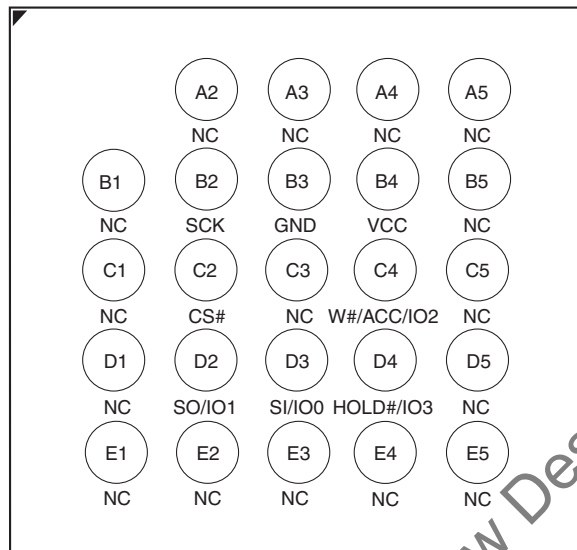 A2 A3 A4 A5
NC NC NC NC
B1 B2 B3 B4 B5
NC SCK GND VCC NC
C1 C2 C3 C4 C5
NC CS# NC W#/ACC/IO2 NC
D1 D2 D3 D4 D5
NC SO/IO1 SI/IO0 HOLD#/IO3 NC
E1 E2 E3 E4 E5
NC NC NC NC NC